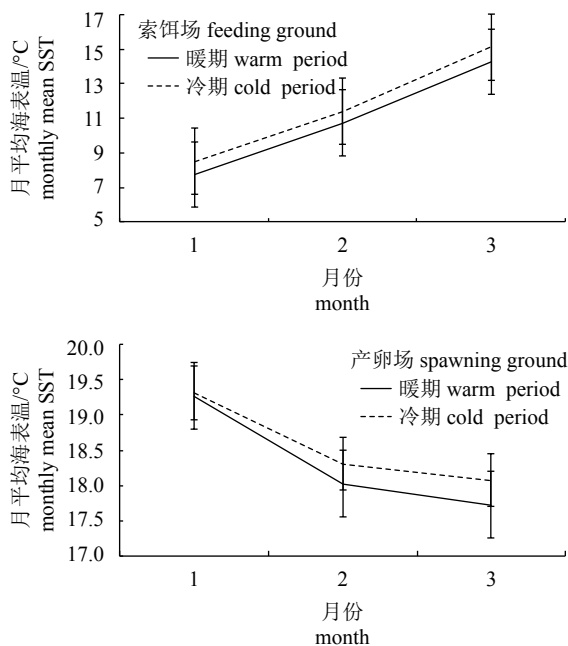 17
15
13
11
9
7
5
月平均海表温/°C
monthly mean SST
索饵场 feeding ground
暖期 warm period
冷期 cold period
1
2
3
月份
month
20.0
19.5
19.0
18.5
18.0
17.5
17.0
月平均海表温/°C
monthly mean SST
产卵场 spawning ground
暖期 warm period
冷期 cold period
1
2
3
月份
month